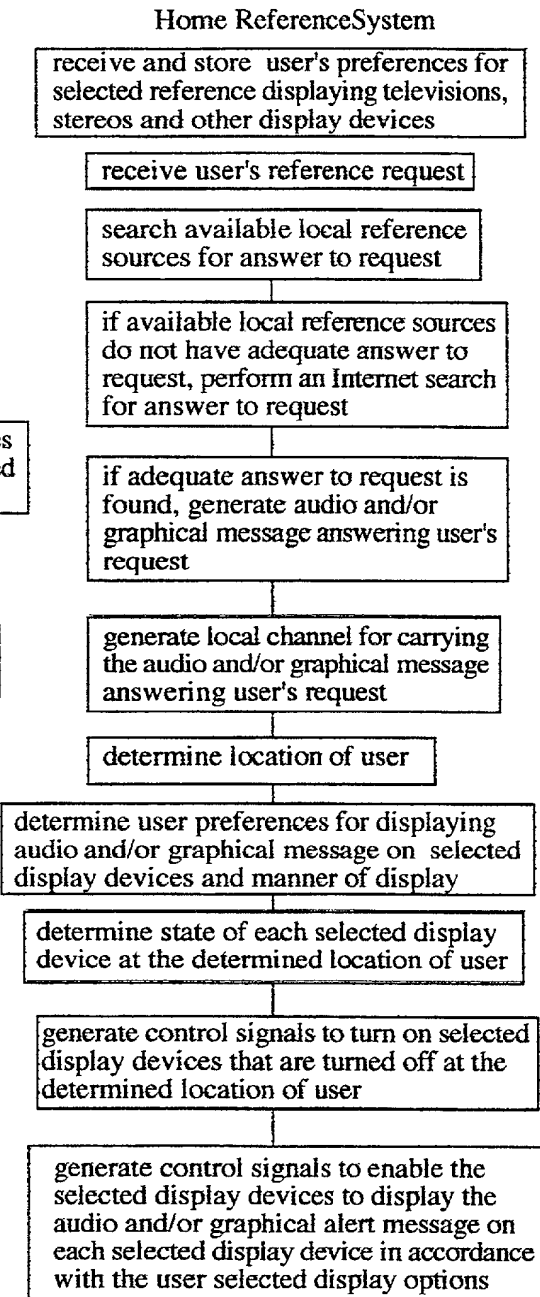 Home ReferenceSystem
receive and store user's preferences for
selected reference displaying televisions,
stereos and other display devices
receive user's reference request
search available local reference
sources for answer to request
if available local reference sources
do not have adequate answer to
request, perform an Internet search
for answer to request
if adequate answer to request is
found, generate audio and/or
graphical message answering user's
request
generate local channel for carrying
the audio and/or graphical message
answering user's request
determine location of user
determine user preferences for displaying
audio and/or graphical message on selected
display devices and manner of display
determine state of each selected display
device at the determined location of user
generate control signals to turn on selected
display devices that are turned off at the
determined location of user
generate control signals to enable the
selected display devices to display the
audio and/or graphical alert message on
each selected display device in accordance
with the user selected display options